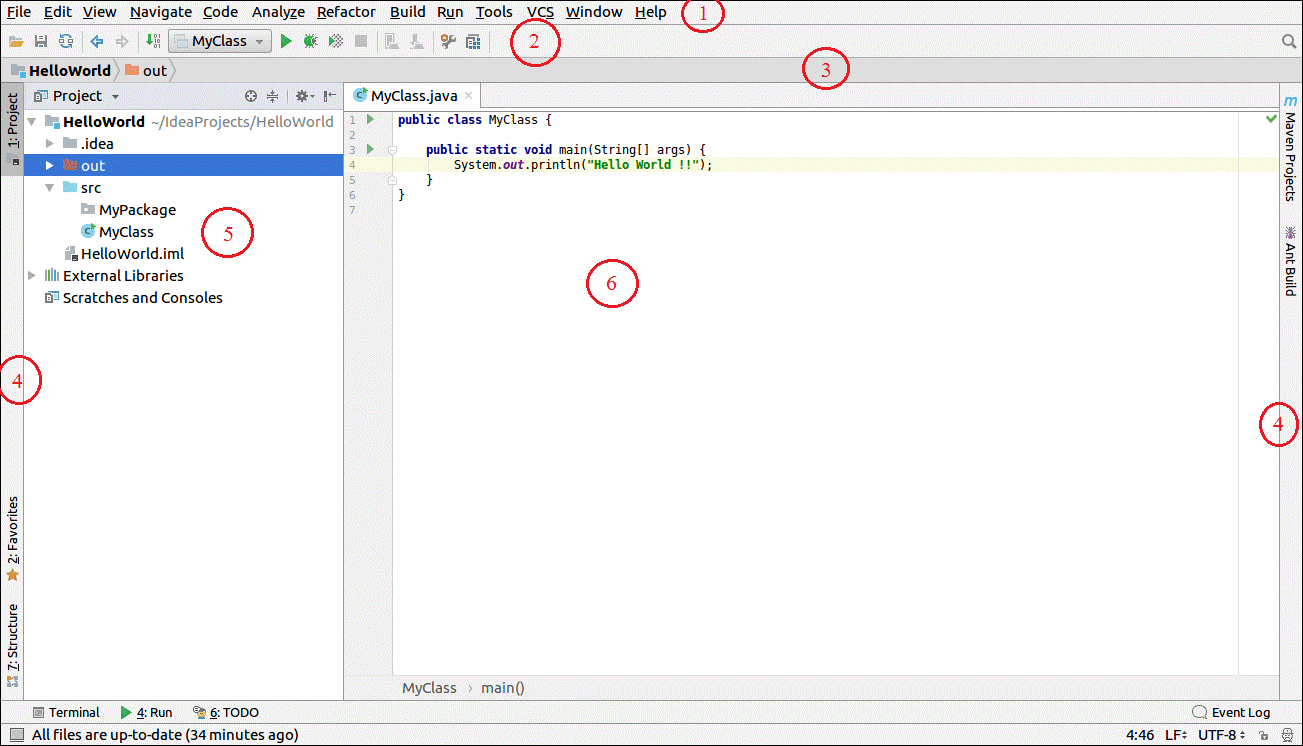 File Edit View Navigate Code Analyze Refactor Build Run Tools VCS Window Help 1
MyClass 2
HelloWorld out 3
1: Project
Project
MyClass.java
HelloWorld ~/IdeaProjects/HelloWorld
.idea
out
src
MyPackage
MyClass
5
HelloWorld.iml
External Libraries
Scratches and Consoles
4
2: Favorites
7: Structure
1 public class MyClass {
2
3 public static void main(String[] args) {
4 System.out.println("Hello World !!");
5 }
6 }
7
6
MyClass › main()
m Maven Projects
Ant Build
4
Terminal 4: Run 6: TODO Event Log
All files are up-to-date (34 minutes ago) 4:46 LF UTF-8